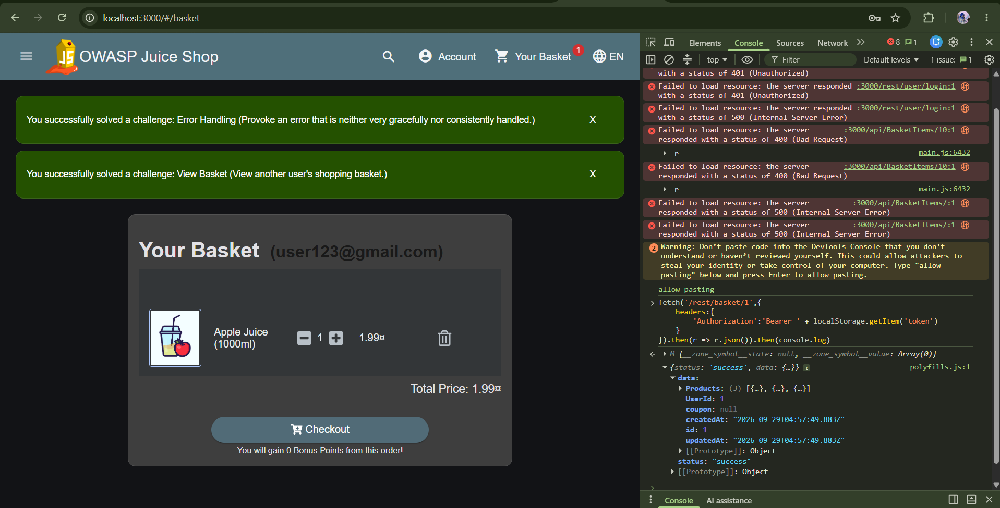 localhost:3000/#/basket
JS
OWASP Juice Shop
Account
Your Basket
1
EN
You successfully solved a challenge: Error Handling (Provoke an error that is neither very gracefully nor consistently handled.)
X
You successfully solved a challenge: View Basket (View another user's shopping basket.)
X
Your Basket (user123@gmail.com)
Apple Juice
(1000ml)
1
1.99¤
Total Price: 1.99¤
Checkout
You will gain 0 Bonus Points from this order!
Elements
Console
Sources
Network
8
1
top
Filter
Default levels
1 issue:
1
with a status of 401 (Unauthorized)
Failed to load resource: the server responded :3000/rest/user/login:1
with a status of 401 (Unauthorized)
Failed to load resource: the server responded :3000/rest/user/login:1
with a status of 500 (Internal Server Error)
Failed to load resource: the server :3000/api/BasketItems/10:1
responded with a status of 400 (Bad Request)
_r main.js:6432
Failed to load resource: the server :3000/api/BasketItems/10:1
responded with a status of 400 (Bad Request)
_r main.js:6432
Failed to load resource: the server :3000/api/BasketItems/:1
responded with a status of 500 (Internal Server Error)
Failed to load resource: the server :3000/api/BasketItems/:1
responded with a status of 500 (Internal Server Error)
2 Warning: Don’t paste code into the DevTools Console that you don’t
understand or haven’t reviewed yourself. This could allow attackers to
steal your identity or take control of your computer. Type "allow
pasting" below and press Enter to allow pasting.
allow pasting
fetch('/rest/basket/1',{
headers:{
'Authorization':'Bearer ' + localStorage.getItem('token')
}
}).then(r => r.json()).then(console.log)
M {__zone_symbol__state: null, __zone_symbol__value: Array(0)}
{status: 'success', data: {…}} i polyfills.js:1
data:
Products: (3) [{…}, {…}, {…}]
UserId: 1
coupon: null
createdAt: "2026-09-29T04:57:49.883Z"
id: 1
updatedAt: "2026-09-29T04:57:49.883Z"
[[Prototype]]: Object
status: "success"
[[Prototype]]: Object
Console
AI assistance